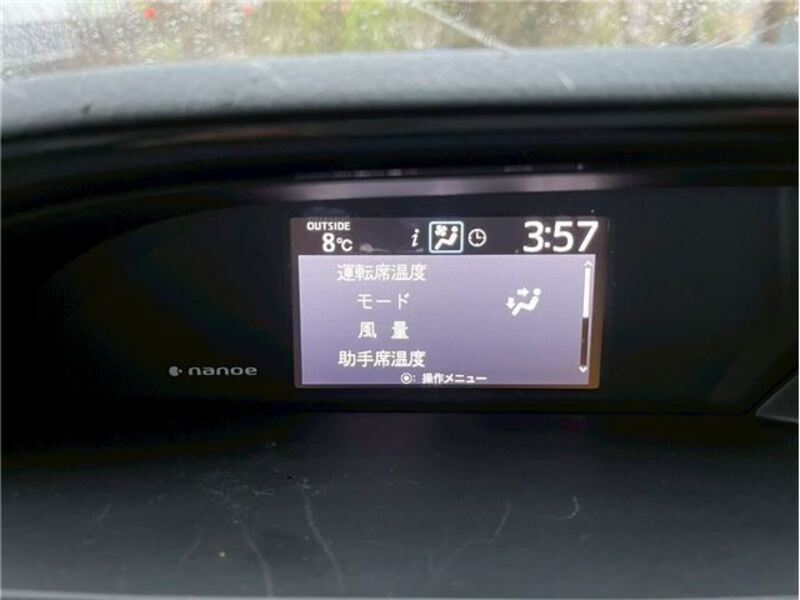 OUTSIDE
8℃
i
3:57
運転席温度
モード
風量
助手席温度
◉: 操作メニュー
nanoe